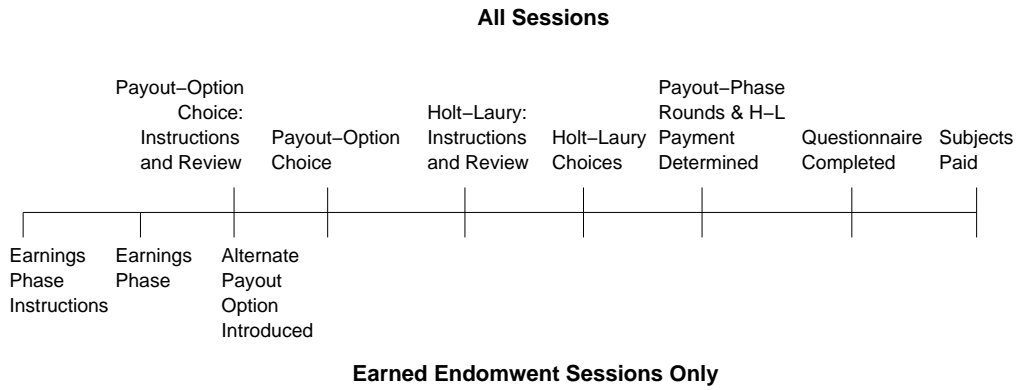 All Sessions
Payout−Option
Choice:
Instructions
and Review
Payout−Option
Choice
Holt−Laury:
Instructions
and Review
Holt−Laury
Choices
Payout−Phase
Rounds & H−L
Payment
Determined
Questionnaire
Completed
Subjects
Paid
Earnings
Phase
Instructions
Earnings
Phase
Alternate
Payout
Option
Introduced
Earned Endomwent Sessions Only